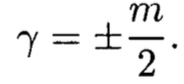 γ = ± m/2.